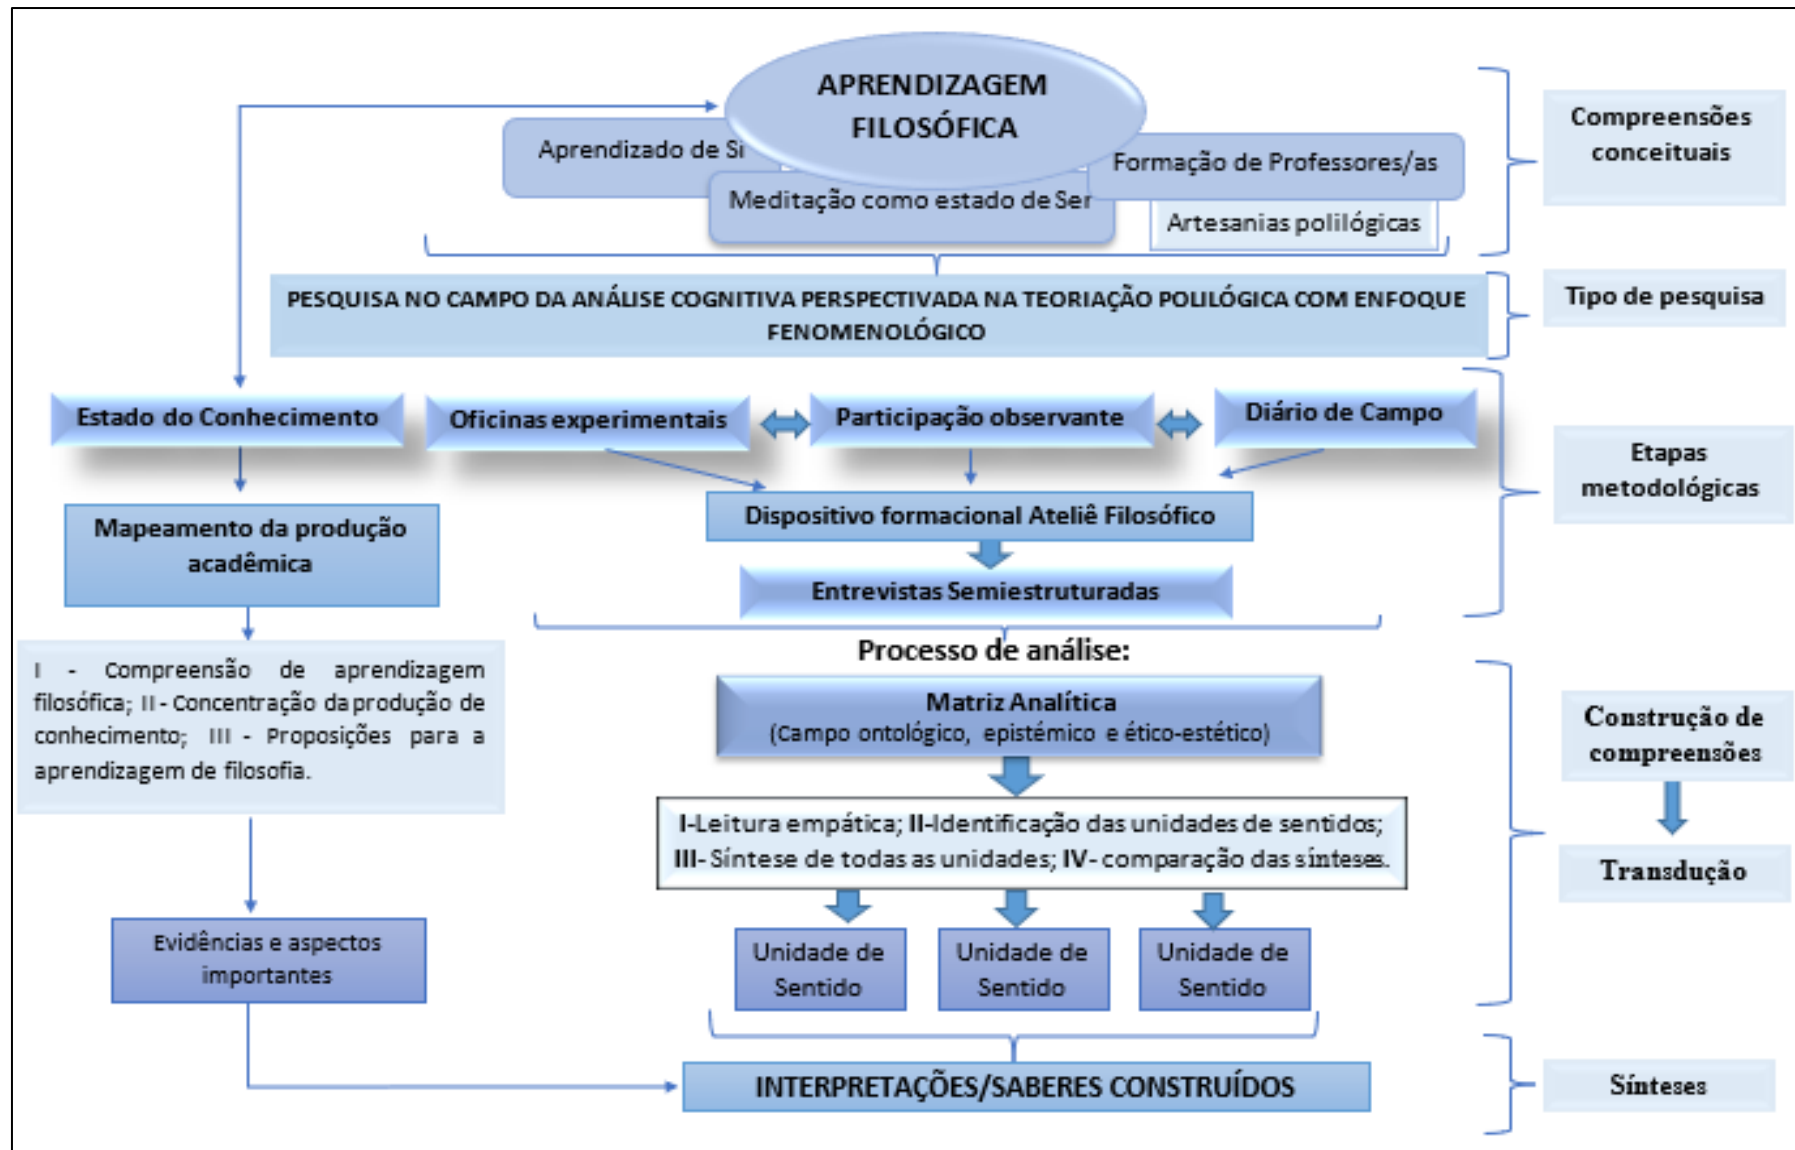 APRENDIZAGEM
FILOSÓFICA
Aprendizado de Si
Formação de Professores/as
Meditação como estado de Ser
Artesanias polilógicas
Compreensões
conceituais
PESQUISA NO CAMPO DA ANÁLISE COGNITIVA PERSPECTIVADA NA TEORIAÇÃO POLILÓGICA COM ENFOQUE
FENOMENOLÓGICO
Tipo de pesquisa
Estado do Conhecimento
Oficinas experimentais
Participação observante
Diário de Campo
Etapas
metodológicas
Mapeamento da produção
acadêmica
Dispositivo formacional Ateliê Filosófico
Entrevistas Semiestruturadas
I - Compreensão de aprendizagem
filosófica; II - Concentração da produção de
conhecimento; III - Proposições para a
aprendizagem de filosofia.
Processo de análise:
Matriz Analítica
(Campo ontológico, epistémico e ético-estético)
Construção de
compreensões
I-Leitura empática; II-Identificação das unidades de sentidos;
III- Síntese de todas as unidades; IV- comparação das sínteses.
Transdução
Evidências e aspectos
importantes
Unidade de
Sentido
Unidade de
Sentido
Unidade de
Sentido
INTERPRETAÇÕES/SABERES CONSTRUÍDOS
Sínteses